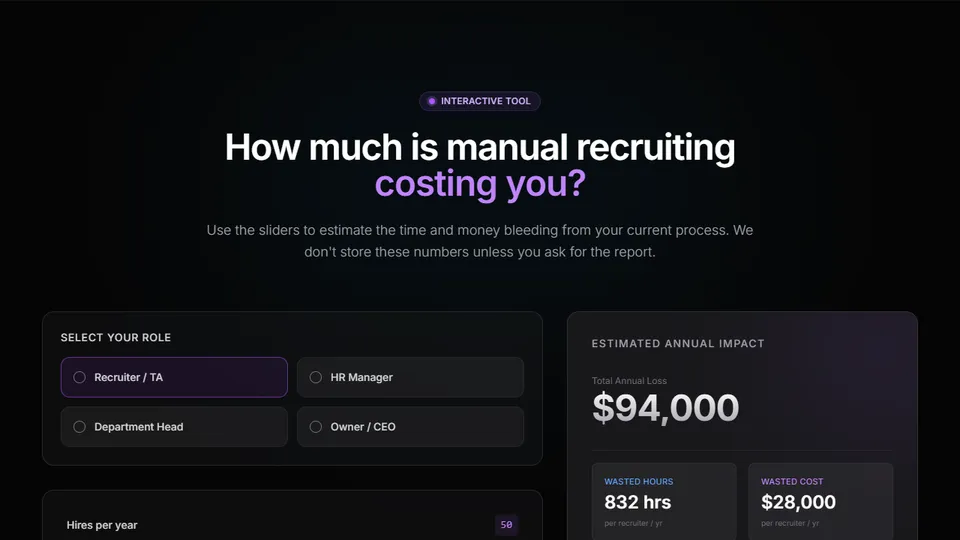 INTERACTIVE TOOL
How much is manual recruiting
costing you?
Use the sliders to estimate the time and money bleeding from your current process. We
don't store these numbers unless you ask for the report.
SELECT YOUR ROLE
Recruiter / TA
HR Manager
Department Head
Owner / CEO
Hires per year
50
ESTIMATED ANNUAL IMPACT
Total Annual Loss
$94,000
WASTED HOURS
832 hrs
per recruiter / yr
WASTED COST
$28,000
per recruiter / yr